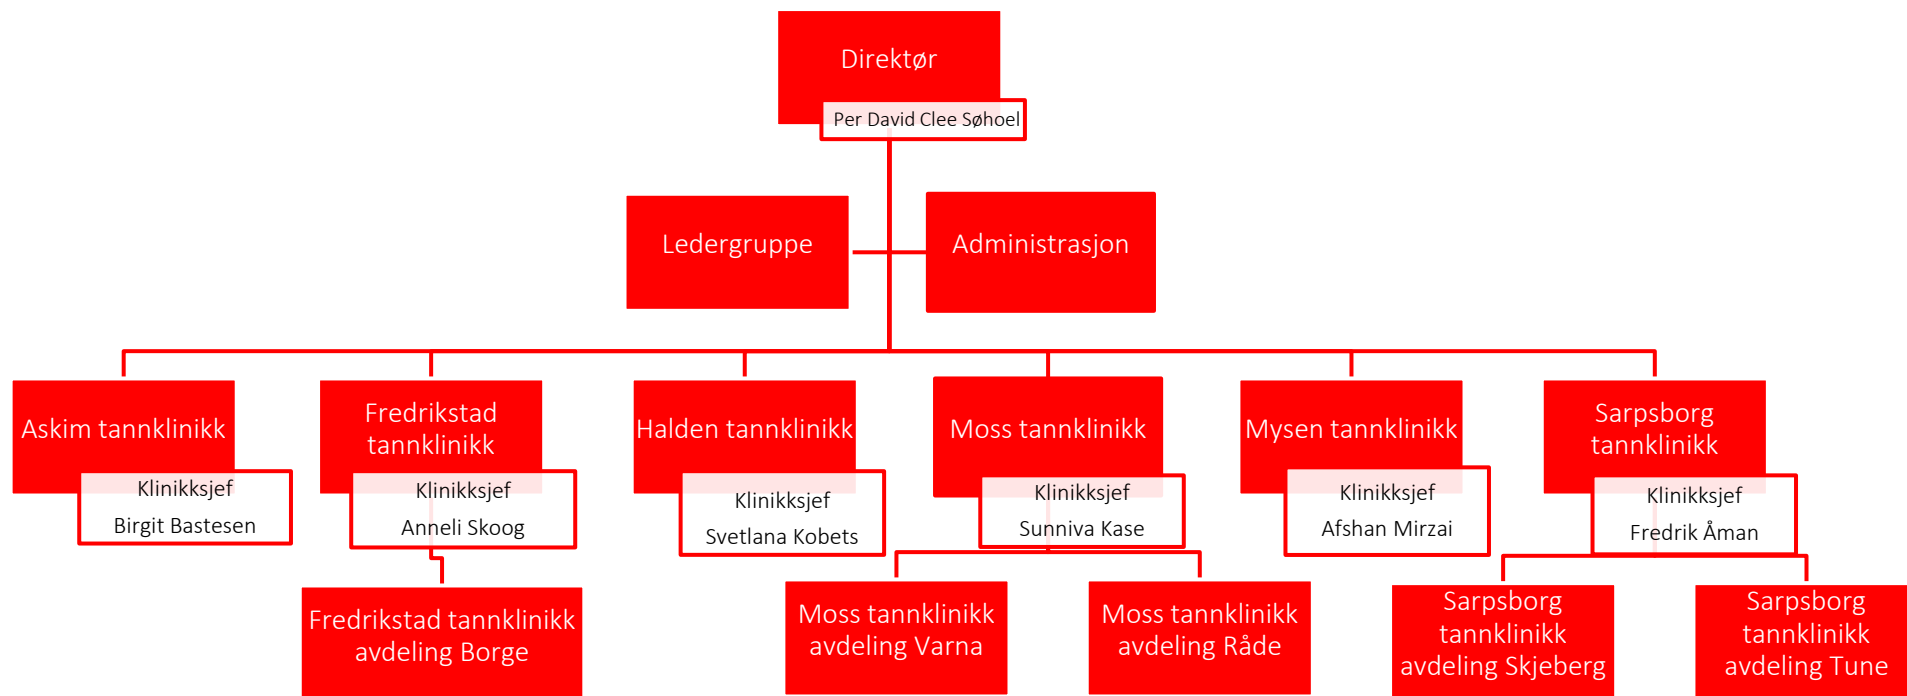 Direktør
Per David Clee Søhoel
Ledergruppe
Administrasjon
Askim tannklinikk
Klinikksjef
Birgit Bastesen
Fredrikstad
tannklinikk
Klinikksjef
Anneli Skoog
Halden tannklinikk
Klinikksjef
Svetlana Kobets
Moss tannklinikk
Klinikksjef
Sunniva Kase
Mysen tannklinikk
Klinikksjef
Afshan Mirzai
Sarpsborg
tannklinikk
Klinikksjef
Fredrik Åman
Fredrikstad tannklinikk
avdeling Borge
Moss tannklinikk
avdeling Varna
Moss tannklinikk
avdeling Råde
Sarpsborg
tannklinikk
avdeling Skjeberg
Sarpsborg
tannklinikk
avdeling Tune